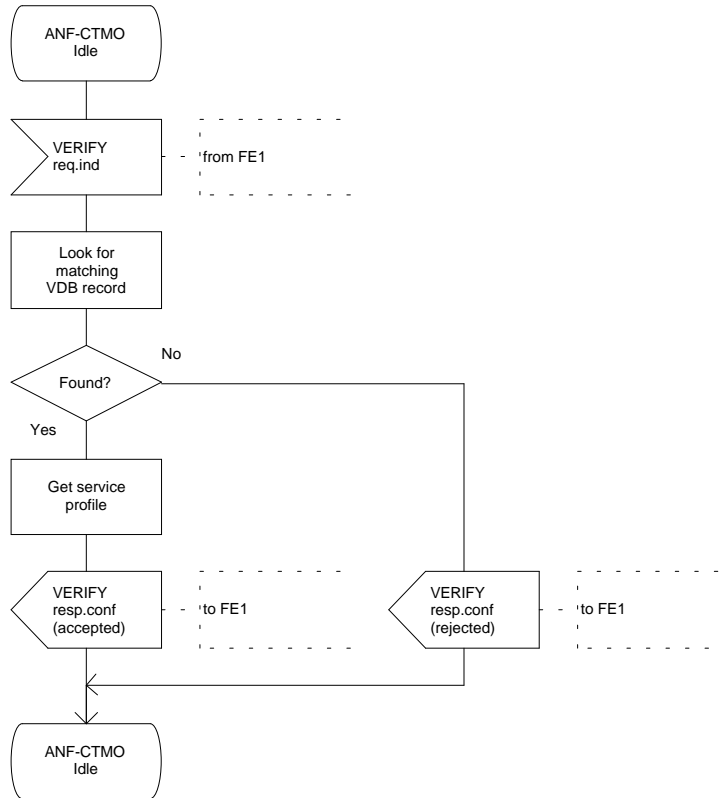 ANF-CTMO
Idle
VERIFY
req.ind
from FE1
Look for
matching
VDB record
No
Found?
Yes
Get service
profile
VERIFY
resp.conf
(accepted)
to FE1
VERIFY
resp.conf
(rejected)
to FE1
ANF-CTMO
Idle